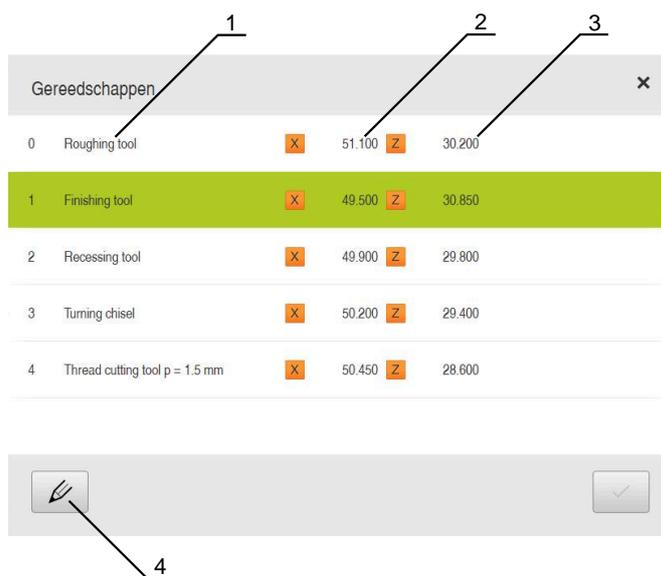 1 2 3
Gereedschappen ×
0 Roughing tool X 51.100 Z 30.200
1 Finishing tool X 49.500 Z 30.850
2 Recessing tool X 49.900 Z 29.800
3 Turning chisel X 50.200 Z 29.400
4 Thread cutting tool p = 1.5 mm X 50.450 Z 28.600
4